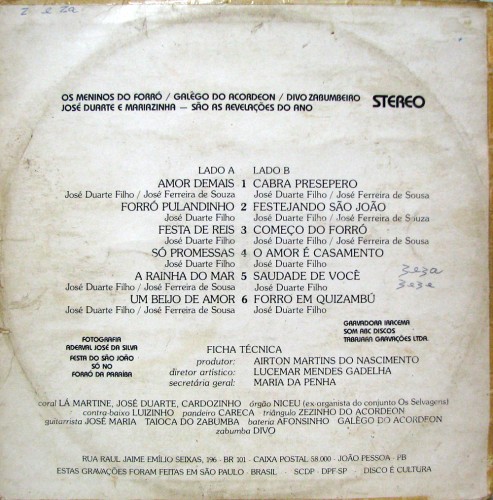 z e za
OS MENINOS DO FORRÓ / GALÊGO DO ACORDEON / DIVO ZABUMBEIRO
JOSÉ DUARTE E MARIAZINHA — SÃO AS REVELAÇÕES DO ANO
STEREO
LADO A LADO B
AMOR DEMAIS 1 CABRA PRESEPERO
José Duarte Filho / José Ferreira de Souza José Duarte Filho / José Ferreira de Sousa
FORRÓ PULANDINHO 2 FESTEJANDO SÃO JOÃO
José Duarte Filho José Duarte Filho / José Ferreira de Souza
FESTA DE REIS 3 COMEÇO DO FORRÓ
José Duarte Filho José Duarte Filho / José Ferreira de Sousa
SÓ PROMESSAS 4 O AMOR É CASAMENTO
José Duarte Filho José Duarte Filho
A RAINHA DO MAR 5 SAUDADE DE VOCÊ
José Duarte Filho / José Ferreira de Sousa José Duarte Filho
UM BEIJO DE AMOR 6 FORRO EM QUIZAMBÚ
José Duarte Filho / José Ferreira de Sousa José Duarte Filho
zeza
zeze
FOTOGRAFIA
ADERVAL JOSÉ DA SILVA
FESTA DO SÃO JOÃO
SÓ NO
FORRÓ DA PARAÍBA
GRAVADORA IRACEMA
SOM ABC DISCOS
TABAJARA GRAVAÇÕES LTDA.
FICHA TÉCNICA
produtor: AIRTON MARTINS DO NASCIMENTO
diretor artístico: LUCEMAR MENDES GADELHA
secretária geral: MARIA DA PENHA
coral LÁ MARTINE, JOSÉ DUARTE, CARDOZINHO órgão NICEU (ex-organista do conjunto Os Selvagens)
contra-baixo LUIZINHO pandeiro CARECA triângulo ZEZINHO DO ACORDEON
guitarrista JOSÉ MARIA TAIOCA DO ZABUMBA bateria AFONSINHO GALÊGO DO ACORDEON
zabumba DIVO
RUA RAUL JAIME EMÍLIO SEIXAS, 196 - BR 101 - CAIXA POSTAL 58.000 - JOÃO PESSOA - PB
ESTAS GRAVAÇÕES FORAM FEITAS EM SÃO PAULO - BRASIL - SCDP - DPF SP - DISCO É CULTURA